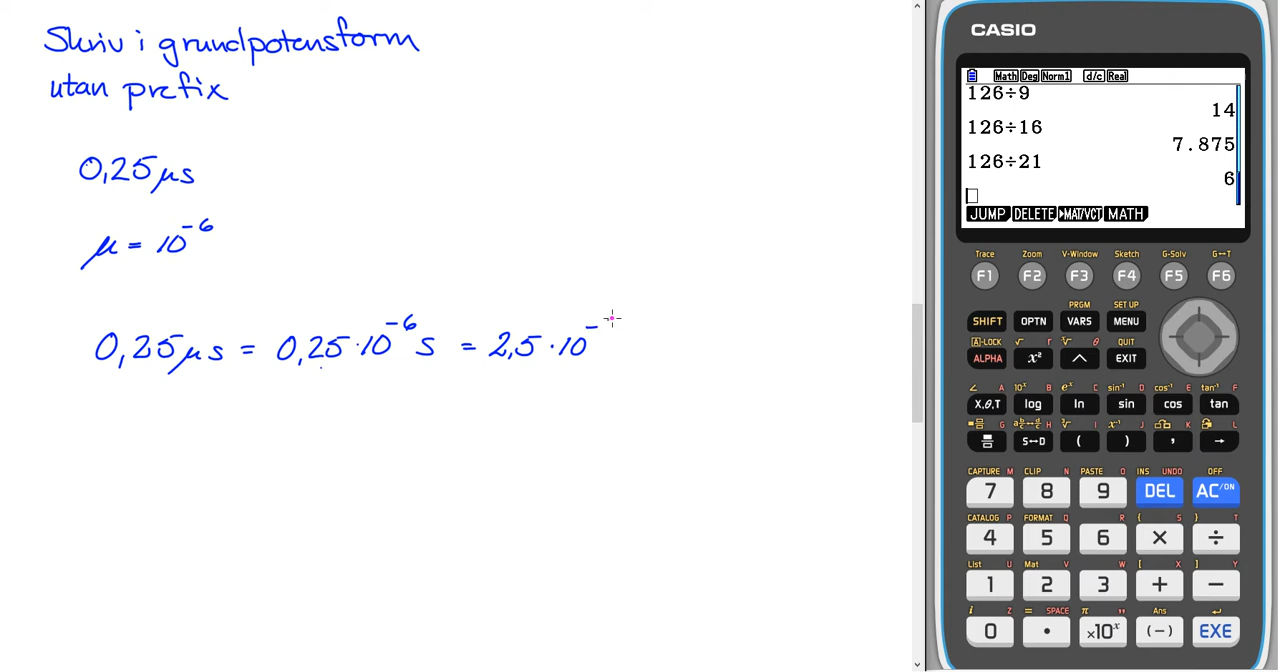 Skriv i grundpotensform
utan prefix
0,25 μs
μ = 10⁻⁶
0,25 μs = 0,25 · 10⁻⁶ s = 2,5 · 10⁻
CASIO
Math Deg Norm1 d/c Real
126÷9
14
126÷16
7.875
126÷21
6
JUMP DELETE ▶MAT/VCT MATH
Trace Zoom V-Window Sketch G-Solv G↔T
F1 F2 F3 F4 F5 F6
PRGM SET UP
SHIFT OPTN VARS MENU
A-LOCK √ r ˣ√ θ QUIT
ALPHA x² ^ EXIT
∠ A 10ˣ B eˣ C sin⁻¹ D cos⁻¹ E tan⁻¹ F
X,θ,T log ln sin cos tan
G H ³√ I x⁻¹ J K L
S↔D ( ) , →
CAPTURE M CLIP N PASTE O INS UNDO OFF
7 8 9 DEL AC/ON
CATALOG P FORMAT Q R { S } T
4 5 6 × ÷
List U Mat V W [ X ] Y
1 2 3 + −
i Z = SPACE π " Ans ↵
0 • ×10ˣ (−) EXE